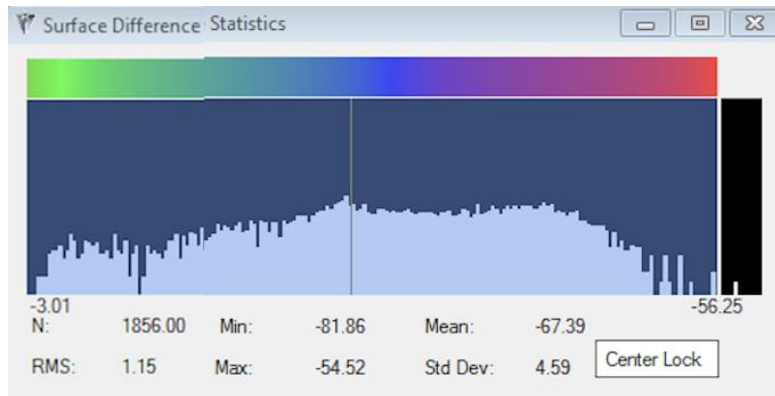 Surface Difference Statistics
-3.01 -56.25
N: 1856.00 Min: -81.86 Mean: -67.39
RMS: 1.15 Max: -54.52 Std Dev: 4.59 Center Lock